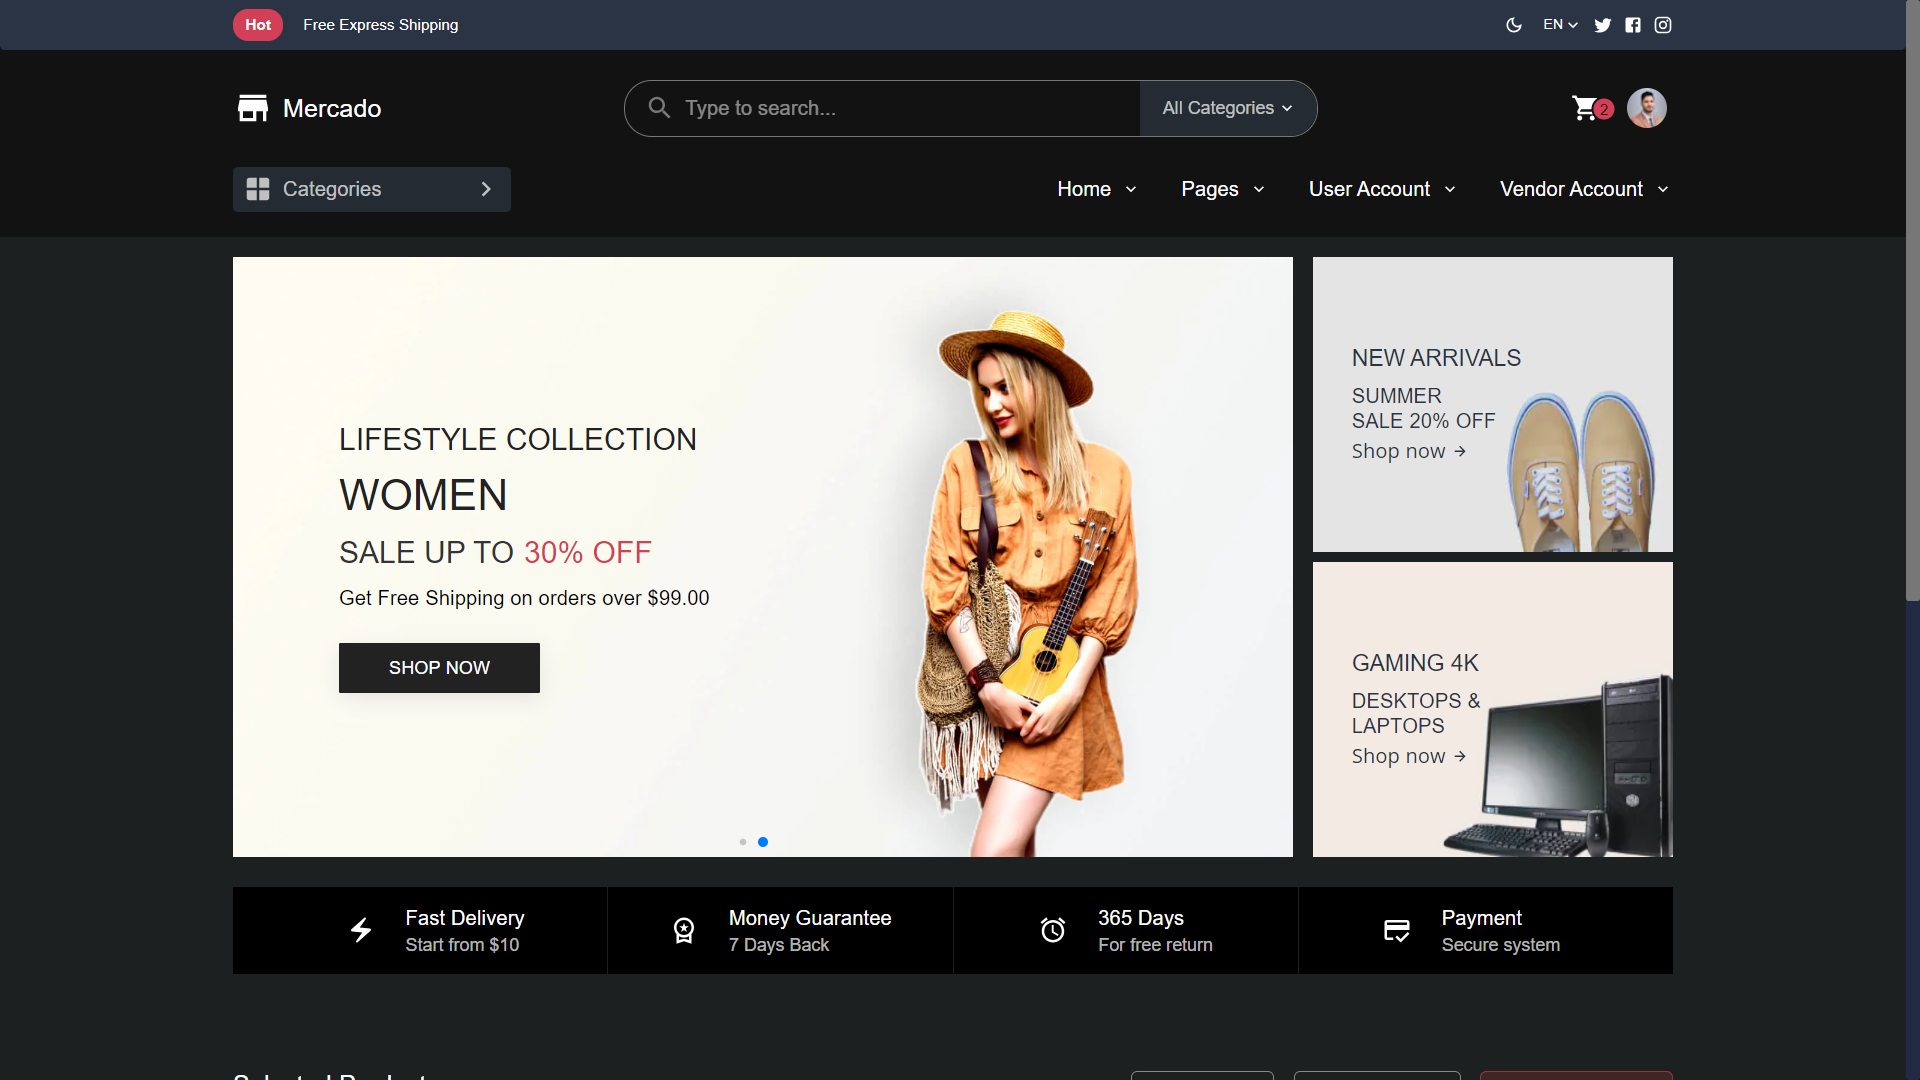 Hot
Free Express Shipping
EN
Mercado
Type to search...
All Categories
2
Categories
Home
Pages
User Account
Vendor Account
LIFESTYLE COLLECTION
WOMEN
SALE UP TO 30% OFF
Get Free Shipping on orders over $99.00
SHOP NOW
NEW ARRIVALS
SUMMER
SALE 20% OFF
Shop now
GAMING 4K
DESKTOPS &
LAPTOPS
Shop now
Fast Delivery
Start from $10
Money Guarantee
7 Days Back
365 Days
For free return
Payment
Secure system